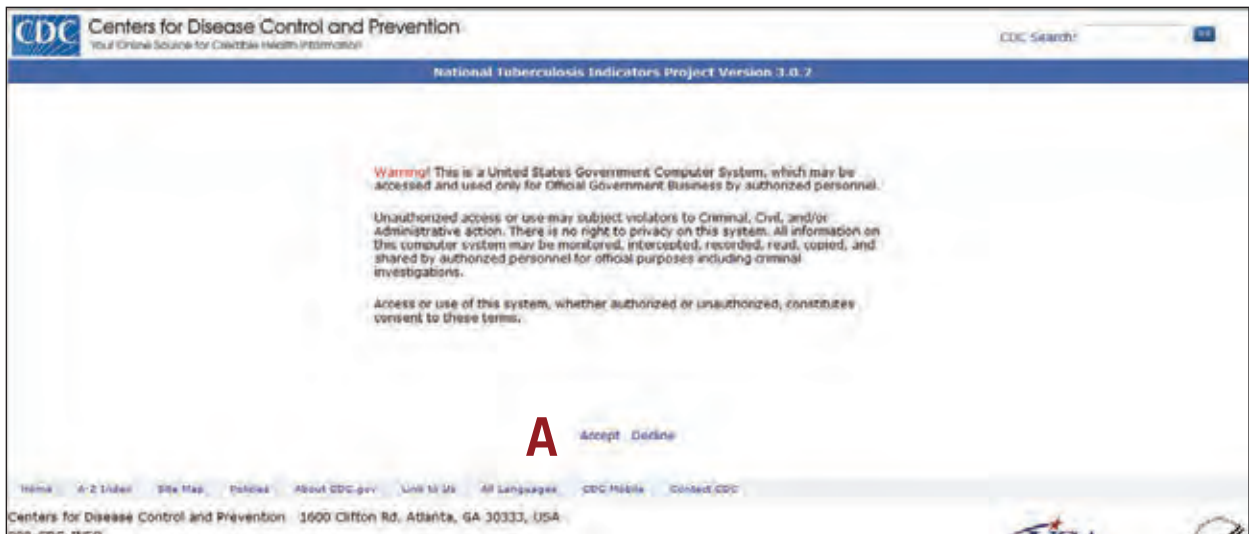 CDC Centers for Disease Control and Prevention
Your Online Source for Credible Health Information
CDC Search:
National Tuberculosis Indicators Project Version 3.0.2
Warning! This is a United States Government Computer System, which may be
accessed and used only for Official Government Business by authorized personnel.
Unauthorized access or use may subject violators to Criminal, Civil, and/or
Administrative action. There is no right to privacy on this system. All information on
this computer system may be monitored, intercepted, recorded, read, copied, and
shared by authorized personnel for official purposes including criminal
investigations.
Access or use of this system, whether authorized or unauthorized, constitutes
consent to these terms.
A Accept Decline
Home A-Z Index Site Map Policies About CDC.gov Link to Us All Languages CDC Mobile Contact CDC
Centers for Disease Control and Prevention 1600 Clifton Rd. Atlanta, GA 30333, USA